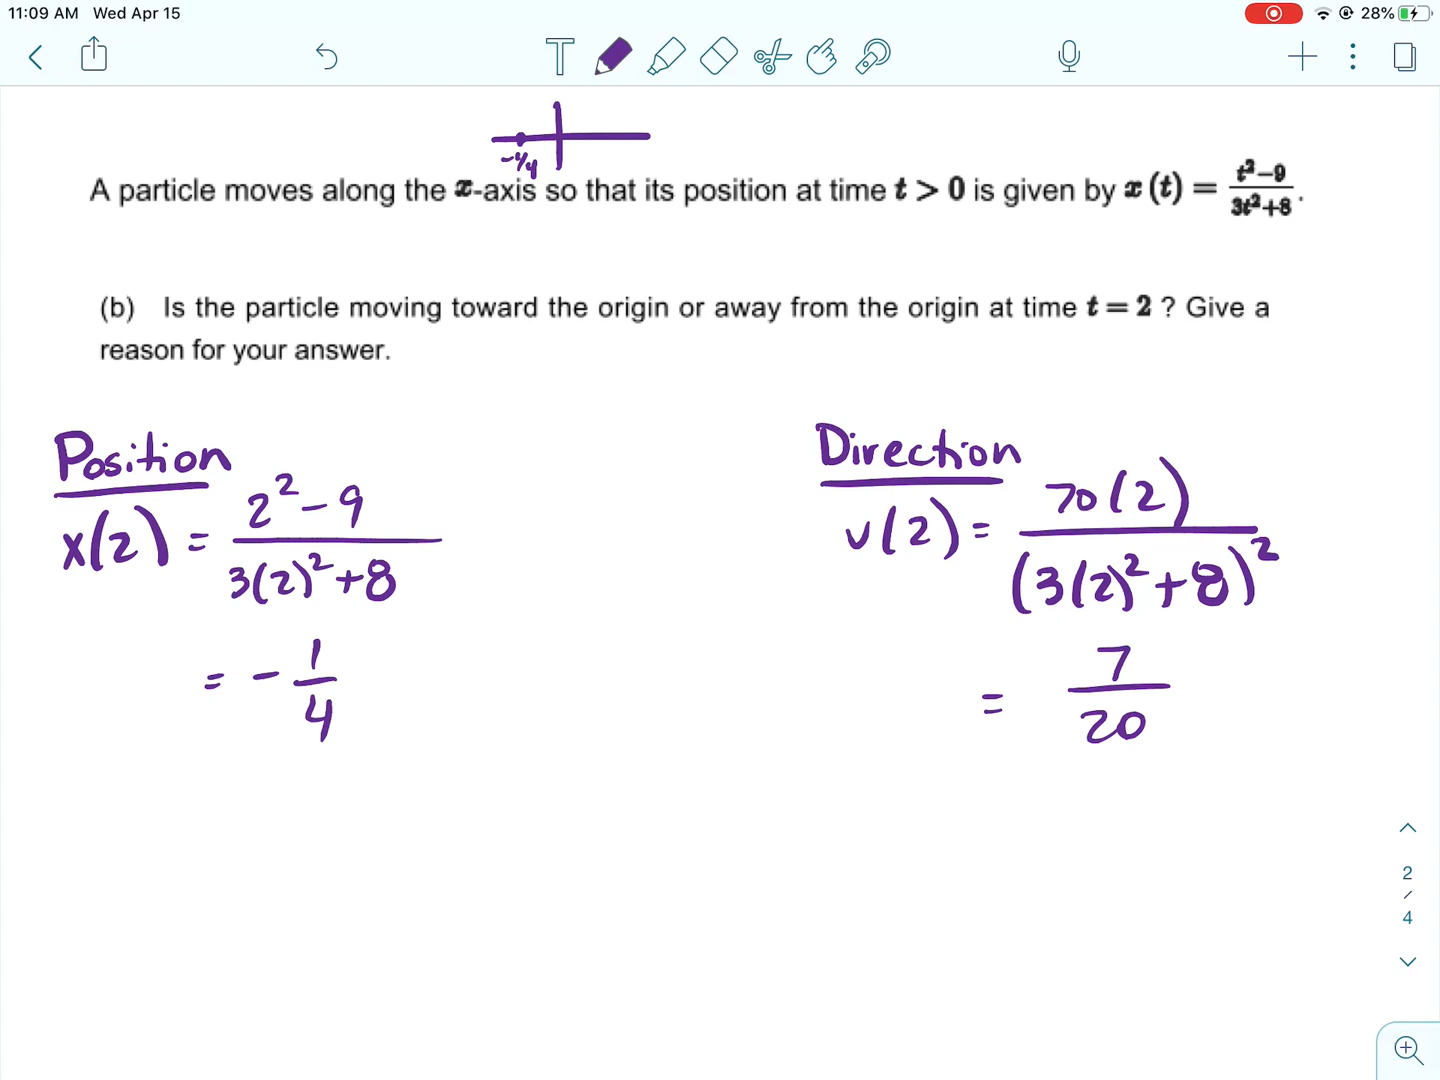 11:09 AM Wed Apr 15
28%
T
-1/4
A particle moves along the x-axis so that its position at time t > 0 is given by x(t) = (t²-9)/(3t²+8).
(b) Is the particle moving toward the origin or away from the origin at time t = 2 ? Give a
reason for your answer.
Position
x(2) = (2²-9)/(3(2)²+8)
= -1/4
Direction
v(2) = 70(2)/(3(2)²+8)²
= 7/20
2
/
4